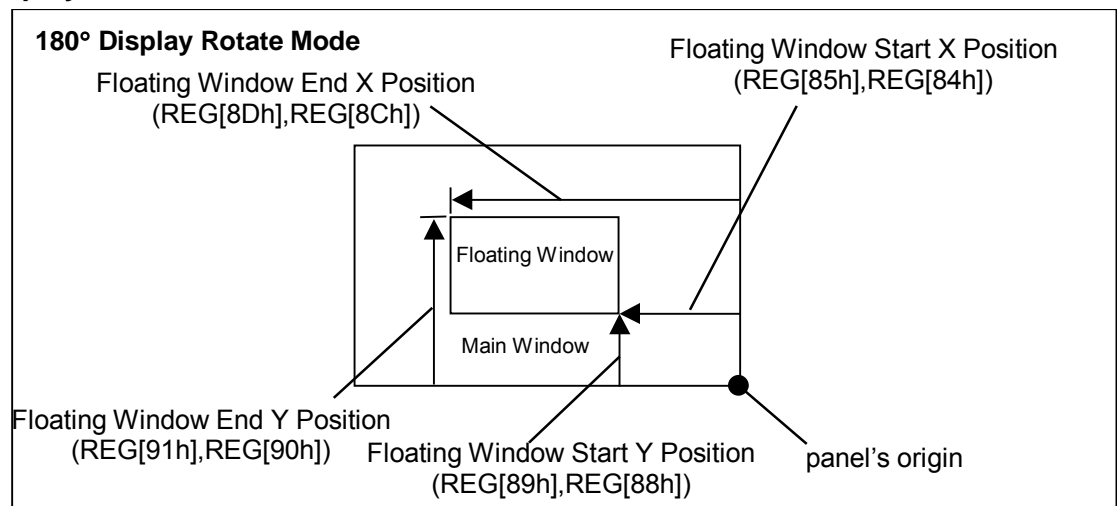 180° Display Rotate Mode
Floating Window Start X Position
(REG[85h],REG[84h])
Floating Window End X Position
(REG[8Dh],REG[8Ch])
Floating Window
Main Window
Floating Window End Y Position
(REG[91h],REG[90h])
Floating Window Start Y Position
(REG[89h],REG[88h])
panel's origin